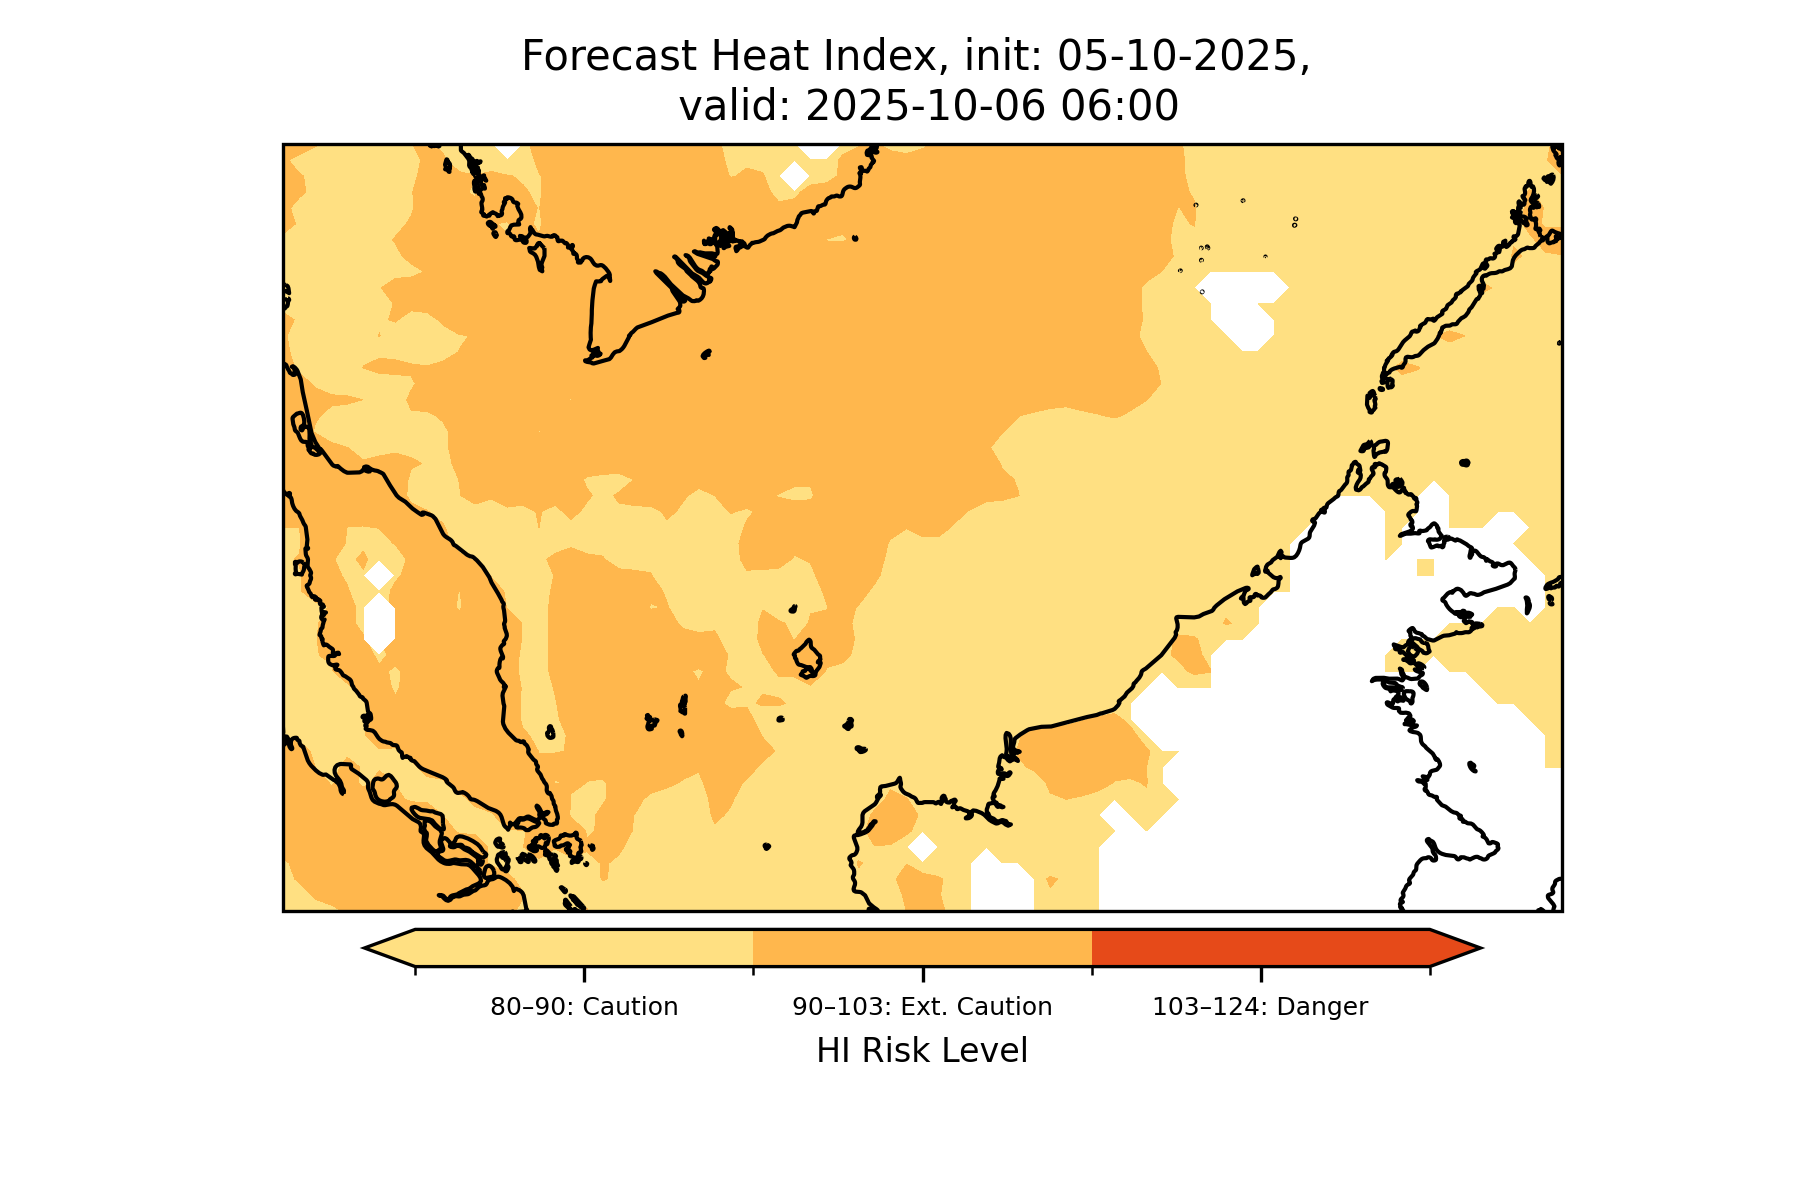 Forecast Heat Index, init: 05-10-2025,
valid: 2025-10-06 06:00
80–90: Caution
90–103: Ext. Caution
103–124: Danger
HI Risk Level